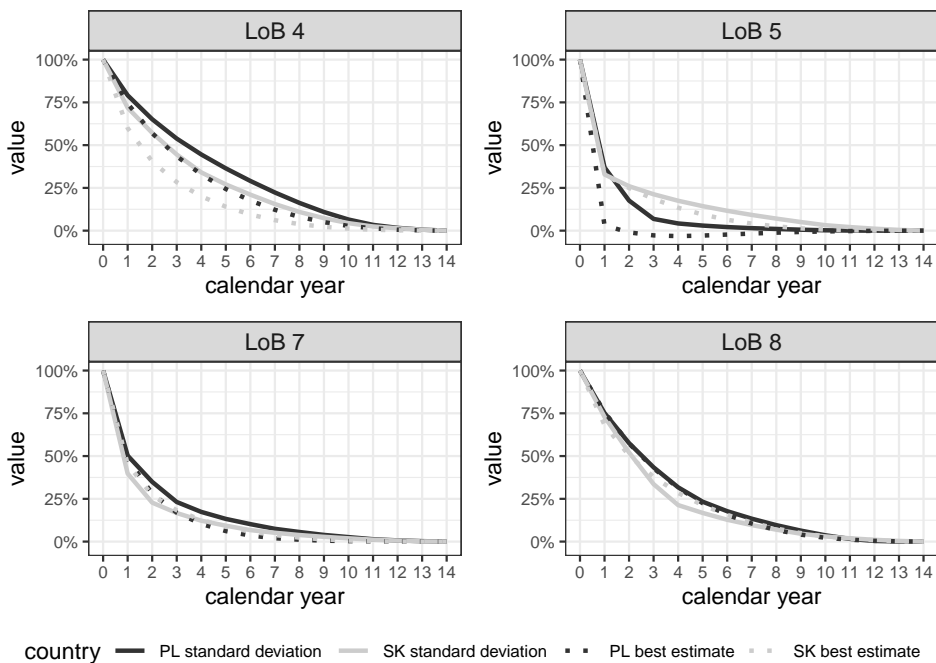 LoB 4
100%
75%
50%
25%
0%
value
0 1 2 3 4 5 6 7 8 9 10 11 12 13 14
calendar year
LoB 5
100%
75%
50%
25%
0%
value
0 1 2 3 4 5 6 7 8 9 10 11 12 13 14
calendar year
LoB 7
100%
75%
50%
25%
0%
value
0 1 2 3 4 5 6 7 8 9 10 11 12 13 14
calendar year
LoB 8
100%
75%
50%
25%
0%
value
0 1 2 3 4 5 6 7 8 9 10 11 12 13 14
calendar year
country PL standard deviation SK standard deviation PL best estimate SK best estimate